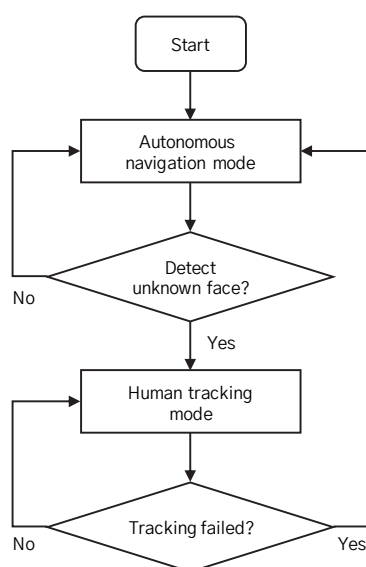 Start
Autonomous
navigation mode
Detect
unknown face?
No
Yes
Human tracking
mode
Tracking failed?
No
Yes